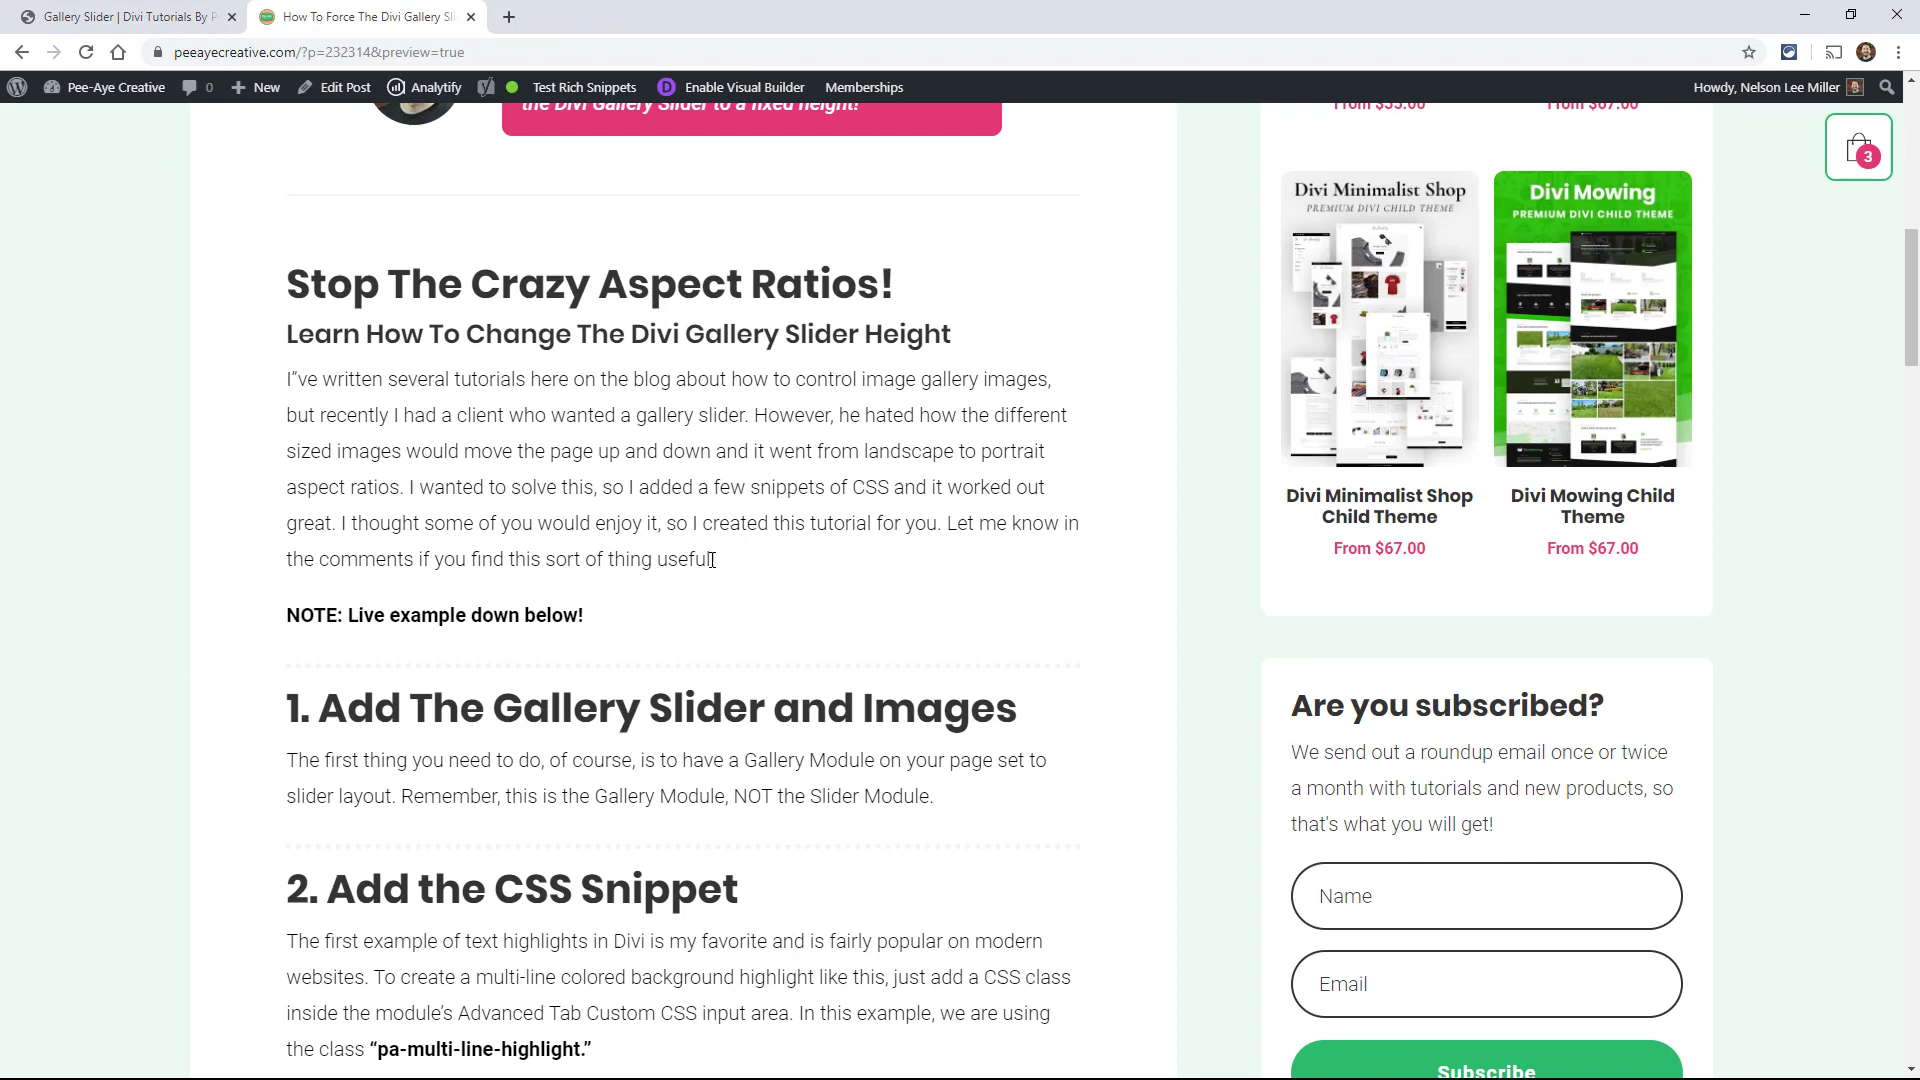 Gallery Slider | Divi Tutorials By P
How To Force The Divi Gallery Sli
peeayecreative.com/?p=232314&preview=true
Pee-Aye Creative
0
New
Edit Post
Analytify
Test Rich Snippets
D
Enable Visual Builder
Memberships
Howdy, Nelson Lee Miller
the Divi Gallery Slider to a fixed height!
Stop The Crazy Aspect Ratios!
Learn How To Change The Divi Gallery Slider Height
I"ve written several tutorials here on the blog about how to control image gallery images,
but recently I had a client who wanted a gallery slider. However, he hated how the different
sized images would move the page up and down and it went from landscape to portrait
aspect ratios. I wanted to solve this, so I added a few snippets of CSS and it worked out
great. I thought some of you would enjoy it, so I created this tutorial for you. Let me know in
the comments if you find this sort of thing useful.
NOTE: Live example down below!
1. Add The Gallery Slider and Images
The first thing you need to do, of course, is to have a Gallery Module on your page set to
slider layout. Remember, this is the Gallery Module, NOT the Slider Module.
2. Add the CSS Snippet
The first example of text highlights in Divi is my favorite and is fairly popular on modern
websites. To create a multi-line colored background highlight like this, just add a CSS class
inside the module's Advanced Tab Custom CSS input area. In this example, we are using
the class “pa-multi-line-highlight.”
From $55.00
From $67.00
3
Divi Minimalist Shop
PREMIUM DIVI CHILD THEME
Divi Mowing
PREMIUM DIVI CHILD THEME
Divi Minimalist Shop
Child Theme
From $67.00
Divi Mowing Child
Theme
From $67.00
Are you subscribed?
We send out a roundup email once or twice
a month with tutorials and new products, so
that's what you will get!
Name
Email
Subscribe